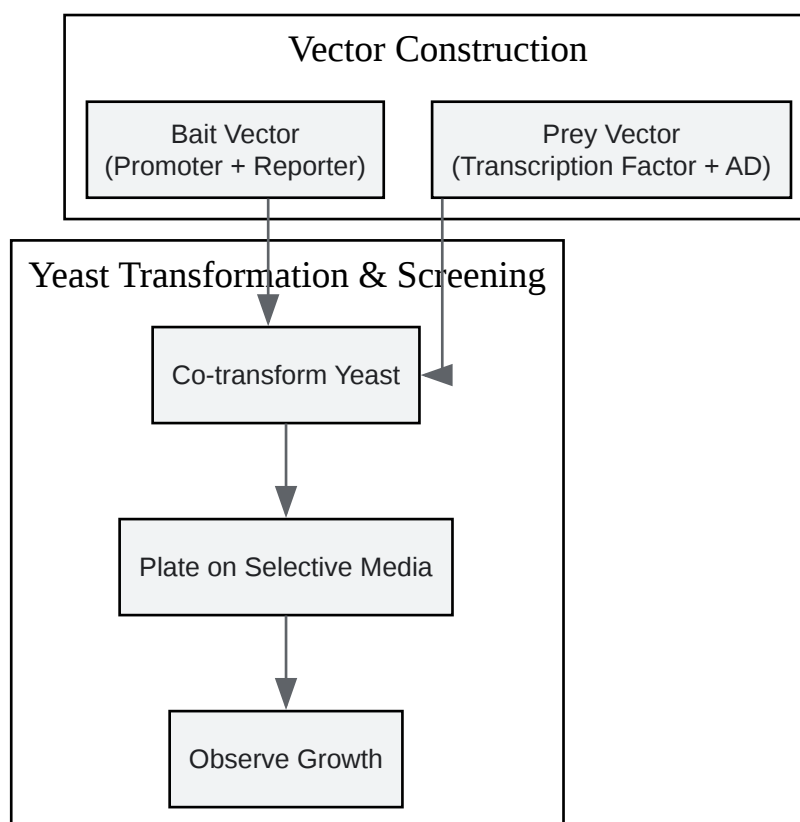 Vector Construction
Bait Vector
(Promoter + Reporter)
Prey Vector
(Transcription Factor + AD)
Yeast Transformation & Screening
Co-transform Yeast
Plate on Selective Media
Observe Growth